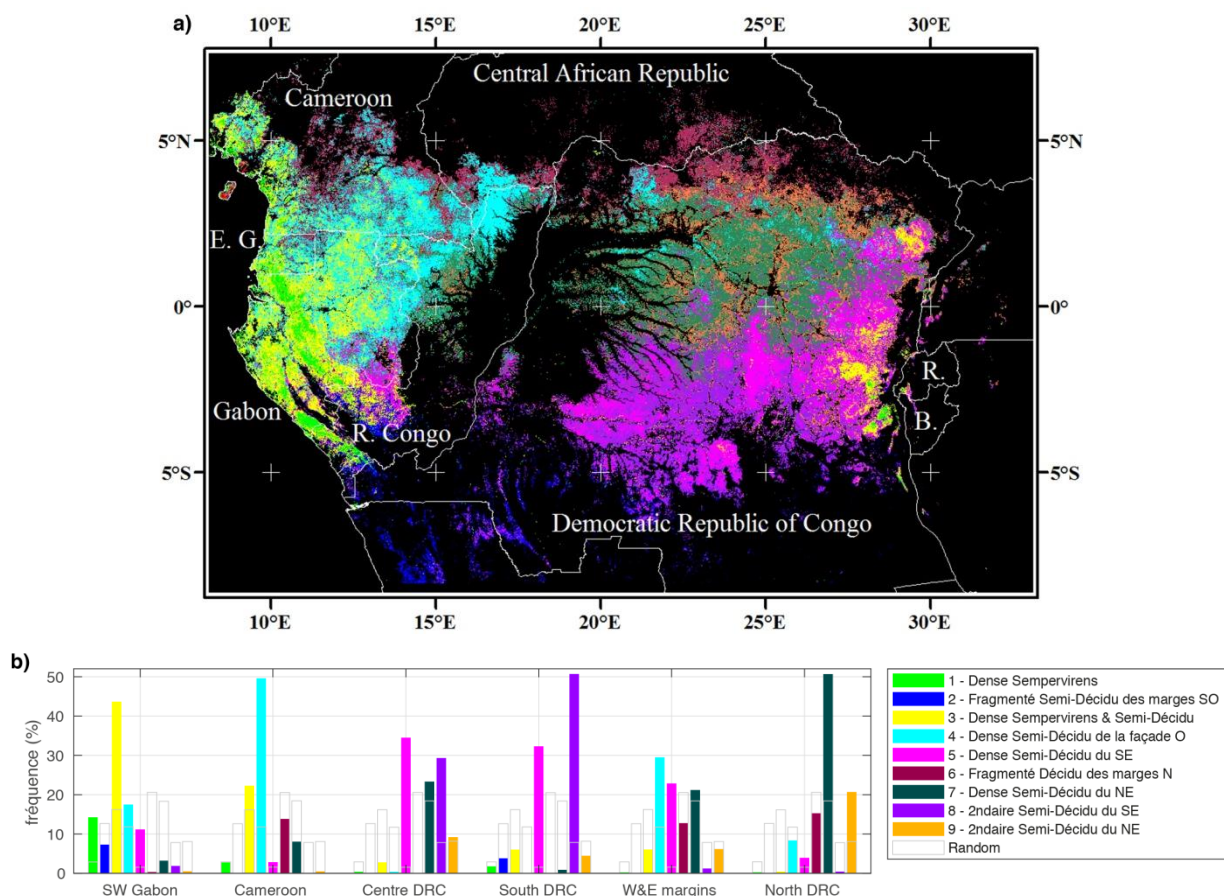 a)
10°E 15°E 20°E 25°E 30°E
Central African Republic
Cameroon
5°N 5°N
E. G.
0° 0°
R.
Gabon
B.
R. Congo
5°S 5°S
Democratic Republic of Congo
10°E 15°E 20°E 25°E 30°E
b)
fréquence (%)
50
40
30
20
10
0
SW Gabon Cameroon Centre DRC South DRC W&E margins North DRC
1 - Dense Sempervirens
2 - Fragmenté Semi-Décidu des marges SO
3 - Dense Sempervirens & Semi-Décidu
4 - Dense Semi-Décidu de la façade O
5 - Dense Semi-Décidu du SE
6 - Fragmenté Décidu des marges N
7 - Dense Semi-Décidu du NE
8 - 2ndaire Semi-Décidu du SE
9 - 2ndaire Semi-Décidu du NE
Random